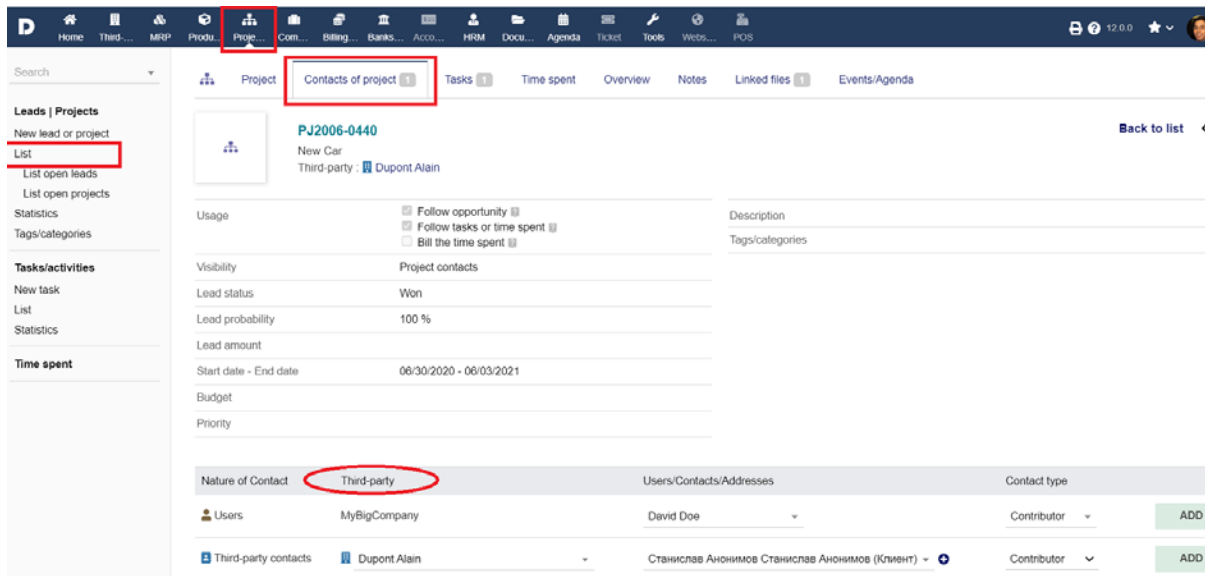 D
Home Third-... MRP Produ... Proje... Com... Billing... Banks... Acco... HRM Docu... Agenda Ticket Tools Webs... POS 12.0.0
Search
Project Contacts of project 1 Tasks 1 Time spent Overview Notes Linked files 1 Events/Agenda
Leads | Projects
New lead or project
List
List open leads
List open projects
Statistics
Tags/categories
Tasks/activities
New task
List
Statistics
Time spent
PJ2006-0440 Back to list
New Car
Third-party : Dupont Alain
Usage Follow opportunity
Follow tasks or time spent
Bill the time spent
Visibility Project contacts
Lead status Won
Lead probability 100 %
Lead amount
Start date - End date 06/30/2020 - 06/03/2021
Budget
Priority
Description
Tags/categories
Nature of Contact Third-party Users/Contacts/Addresses Contact type
Users MyBigCompany David Doe Contributor ADD
Third-party contacts Dupont Alain Станислав Анонимов Станислав Анонимов (Клиент) Contributor ADD